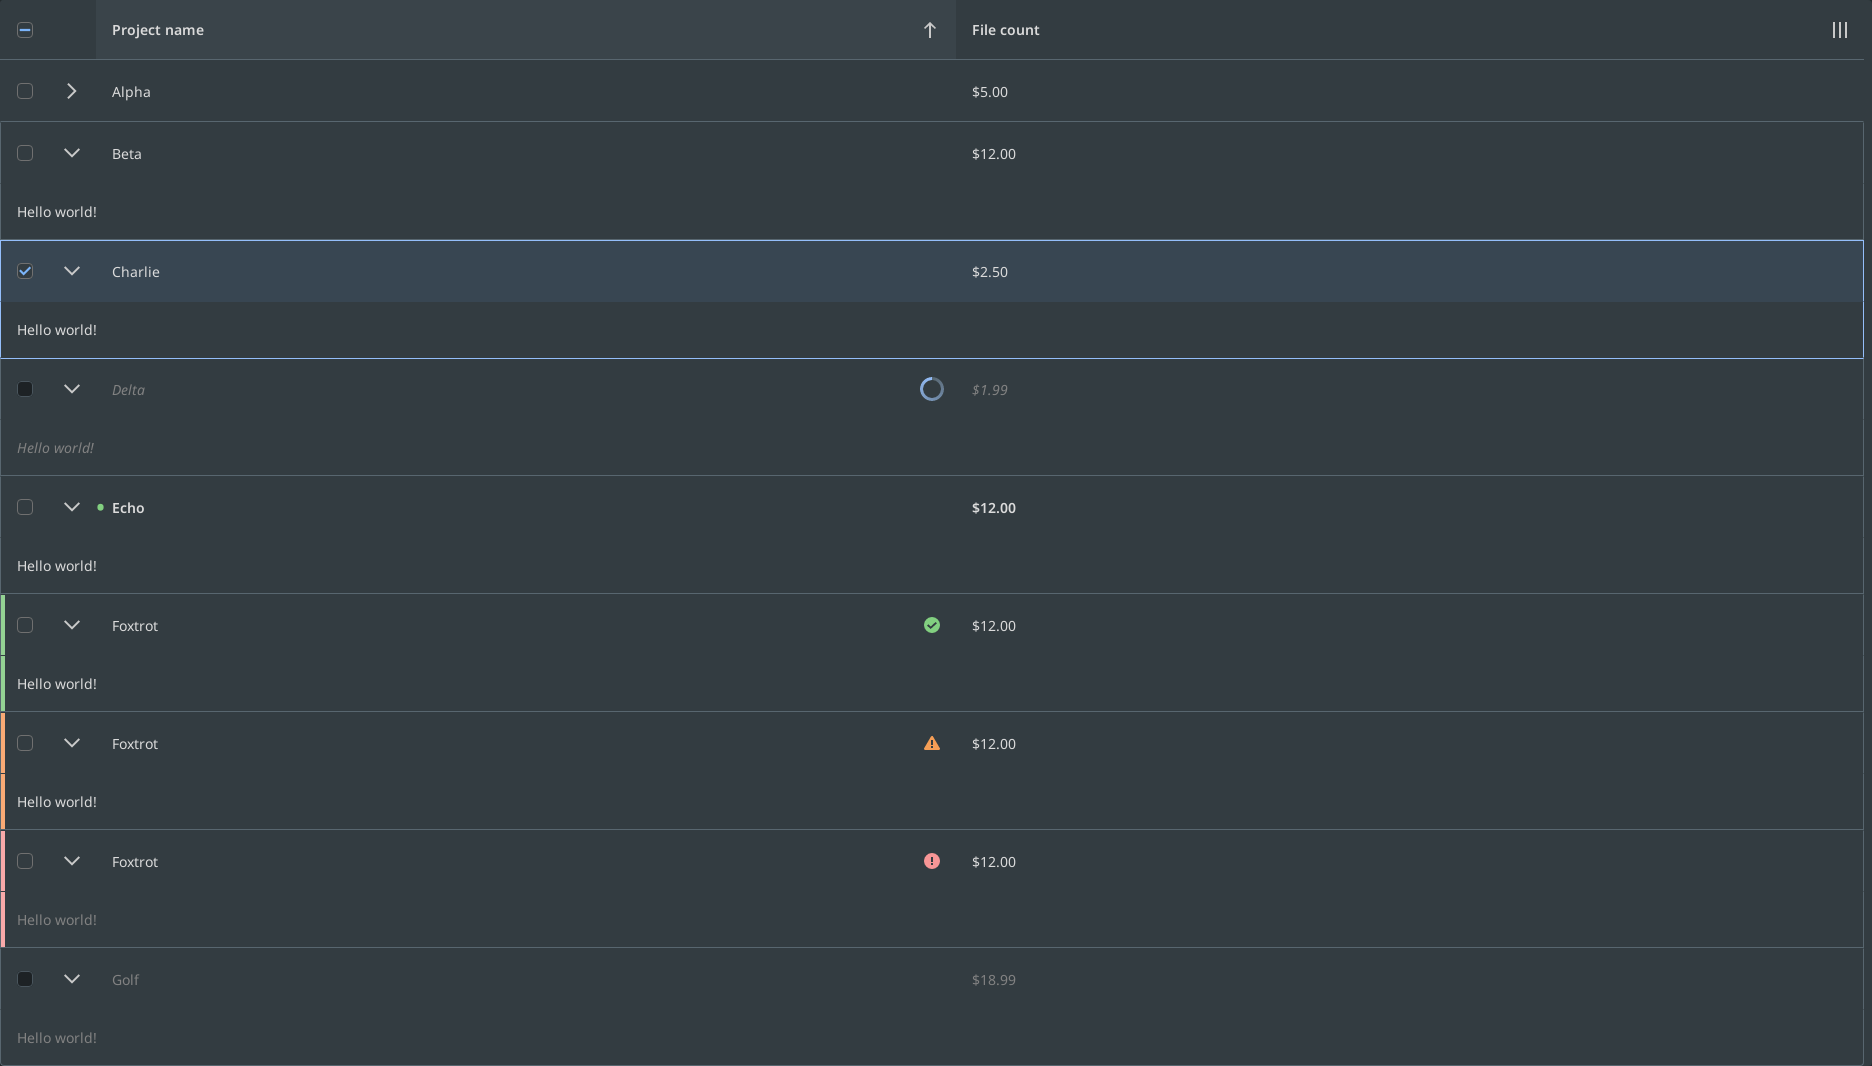 Project name File count
Alpha $5.00
Beta $12.00
Hello world!
Charlie $2.50
Hello world!
Delta $1.99
Hello world!
Echo $12.00
Hello world!
Foxtrot $12.00
Hello world!
Foxtrot $12.00
Hello world!
Foxtrot $12.00
Hello world!
Golf $18.99
Hello world!